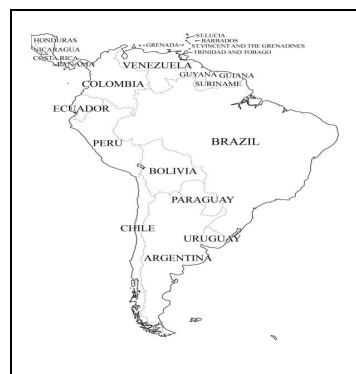 HONDURAS
NICARAGUA
COSTA RICA
PANAMA
ST.LUCIA
BARBADOS
GRENADA
ST.VINCENT AND THE GRENADINES
TRINIDAD AND TOBAGO
VENEZUELA
GUYANA
GUIANA
SURINAME
COLOMBIA
ECUADOR
PERU
BRAZIL
BOLIVIA
PARAGUAY
CHILE
URUGUAY
ARGENTINA